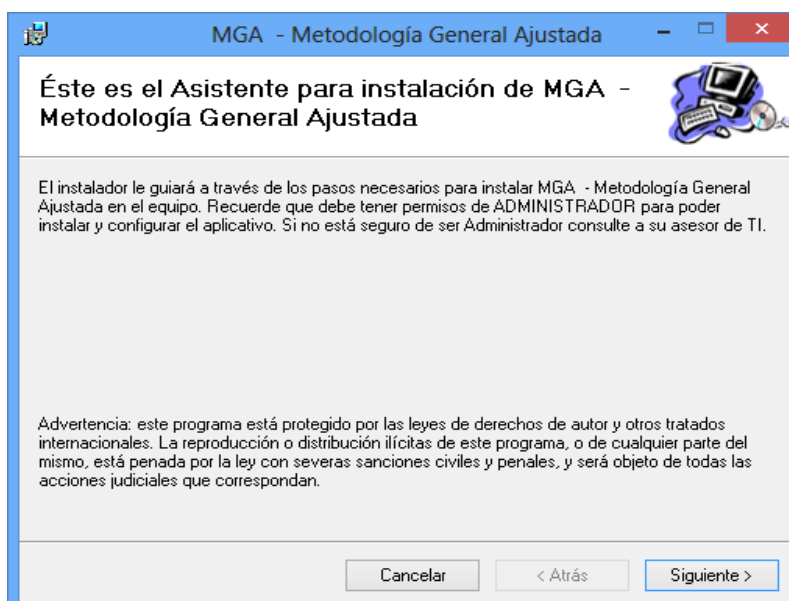 MGA - Metodología General Ajustada
Éste es el Asistente para instalación de MGA -
Metodología General Ajustada
El instalador le guiará a través de los pasos necesarios para instalar MGA - Metodología General
Ajustada en el equipo. Recuerde que debe tener permisos de ADMINISTRADOR para poder
instalar y configurar el aplicativo. Si no está seguro de ser Administrador consulte a su asesor de TI.
Advertencia: este programa está protegido por las leyes de derechos de autor y otros tratados
internacionales. La reproducción o distribución ilícitas de este programa, o de cualquier parte del
mismo, está penada por la ley con severas sanciones civiles y penales, y será objeto de todas las
acciones judiciales que correspondan.
Cancelar < Atrás Siguiente >